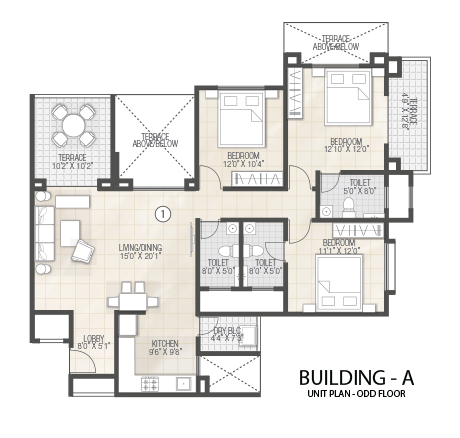 TERRACE
ABOVE/BELOW
TERRACE
4'9" X 12'8"
TERRACE
ABOVE/BELOW
BEDROOM
12'10" X 12'0"
BEDROOM
12'0" X 10'4"
TERRACE
10'2" X 10'2"
TOILET
5'0" X 8'0"
1
LIVING/DINING
15'0" X 20'1"
BEDROOM
11'1" X 12'0"
TOILET
8'0" X 5'0"
TOILET
8'0" X 5'0"
LOBBY
8'0" X 5'1"
KITCHEN
9'6" X 9'8"
DRY BLC.
4'4" X 7'3"
BUILDING - A
UNIT PLAN - ODD FLOOR